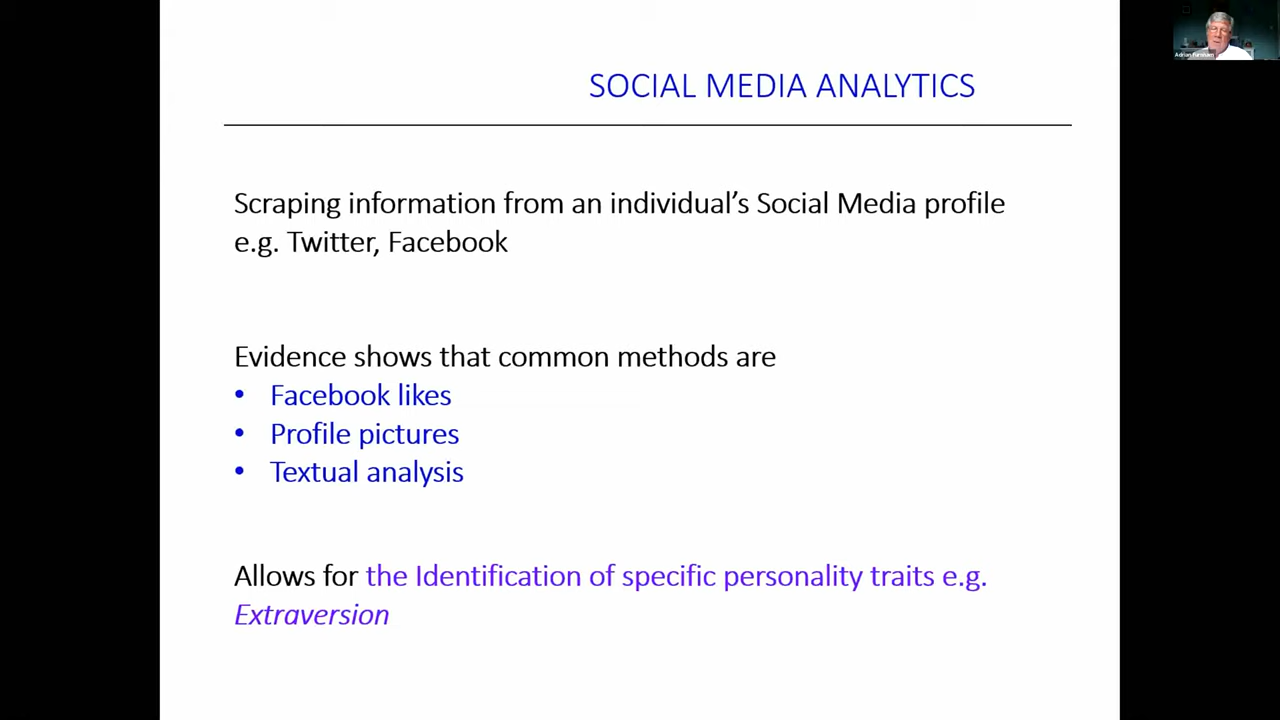 SOCIAL MEDIA ANALYTICS
Scraping information from an individual’s Social Media profile
e.g. Twitter, Facebook
Evidence shows that common methods are
• Facebook likes
• Profile pictures
• Textual analysis
Allows for the Identification of specific personality traits e.g.
Extraversion
Adrian